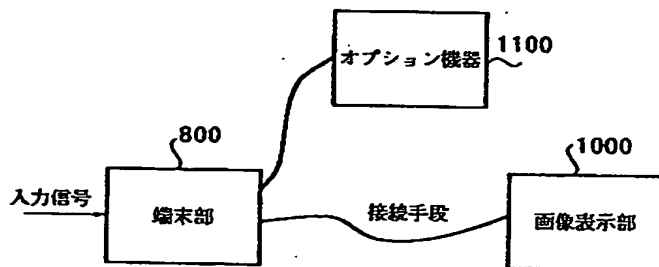 1100
オプション機器
800
1000
入力信号
端末部
接続手段
画像表示部